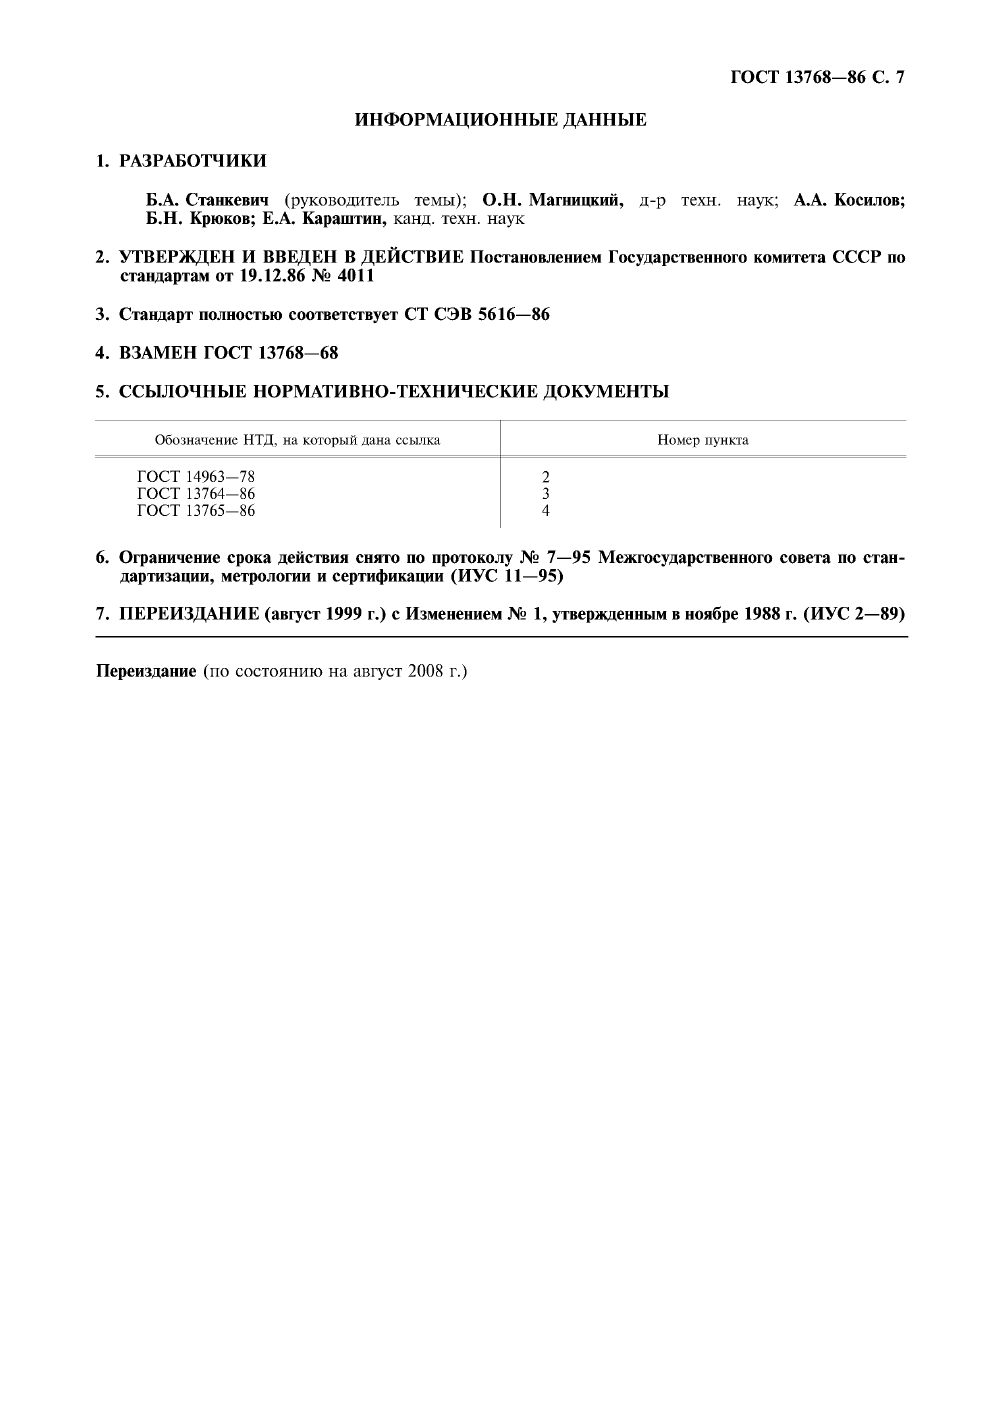 ГОСТ 13768—86 С. 7
ИНФОРМАЦИОННЫЕ ДАННЫЕ
1. РАЗРАБОТЧИКИ
Б.А. Станкевич (руководитель темы); О.Н. Магницкий, д-р техн. наук; А.А. Косилов;
Б.Н. Крюков; Е.А. Караштин, канд. техн. наук
2. УТВЕРЖДЕН И ВВЕДЕН В ДЕЙСТВИЕ Постановлением Государственного комитета СССР по
стандартам от 19.12.86 № 4011
3. Стандарт полностью соответствует СТ СЭВ 5616—86
4. ВЗАМЕН ГОСТ 13768—68
5. ССЫЛОЧНЫЕ НОРМАТИВНО-ТЕХНИЧЕСКИЕ ДОКУМЕНТЫ
Обозначение НТД, на который дана ссылка Номер пункта
ГОСТ 14963—78 2
ГОСТ 13764—86 3
ГОСТ 13765—86 4
6. Ограничение срока действия снято по протоколу № 7—95 Межгосударственного совета по стан-
дартизации, метрологии и сертификации (ИУС 11—95)
7. ПЕРЕИЗДАНИЕ (август 1999 г.) с Изменением № 1, утвержденным в ноябре 1988 г. (ИУС 2—89)
Переиздание (по состоянию на август 2008 г.)